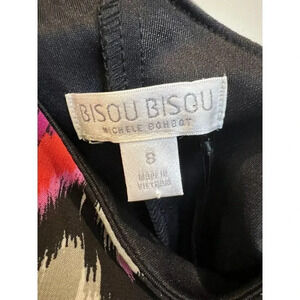 BISOU BISOU
MICHELE BOHBOT
8
MADE IN
VIETNAM